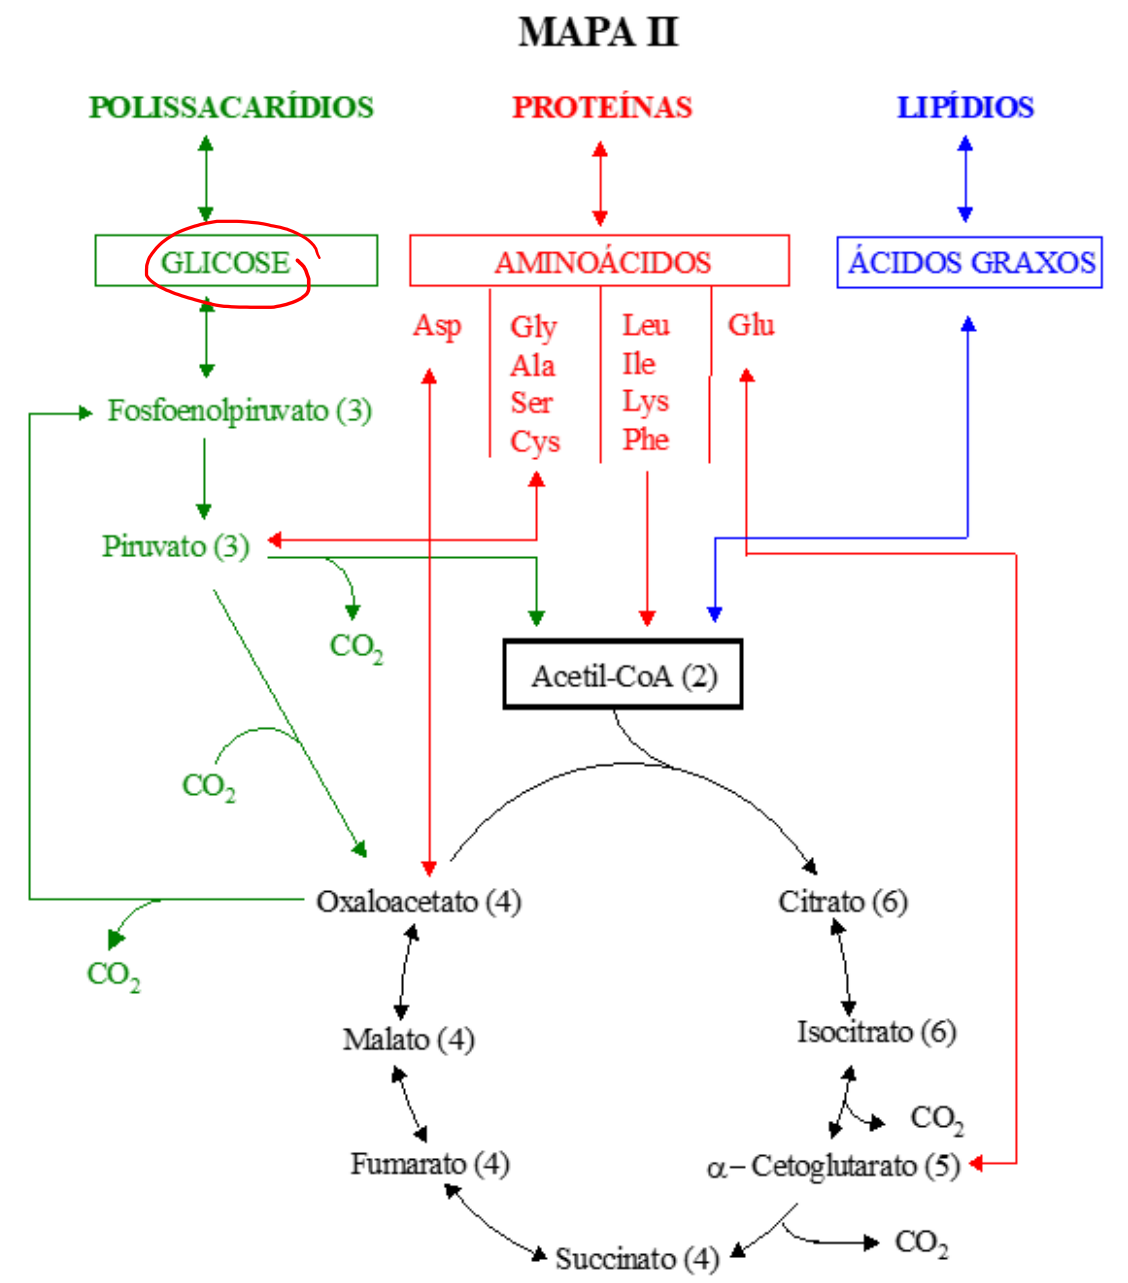 MAPA II
POLISSACARÍDIOS PROTEÍNAS LIPÍDIOS
GLICOSE AMINOÁCIDOS ÁCIDOS GRAXOS
Asp Gly Leu Glu
Ala Ile
Fosfoenolpiruvato (3) Ser Lys
Cys Phe
Piruvato (3)
CO2
Acetil-CoA (2)
CO2
Oxaloacetato (4) Citrato (6)
CO2
Malato (4) Isocitrato (6)
CO2
Fumarato (4) α– Cetoglutarato (5)
Succinato (4) CO2